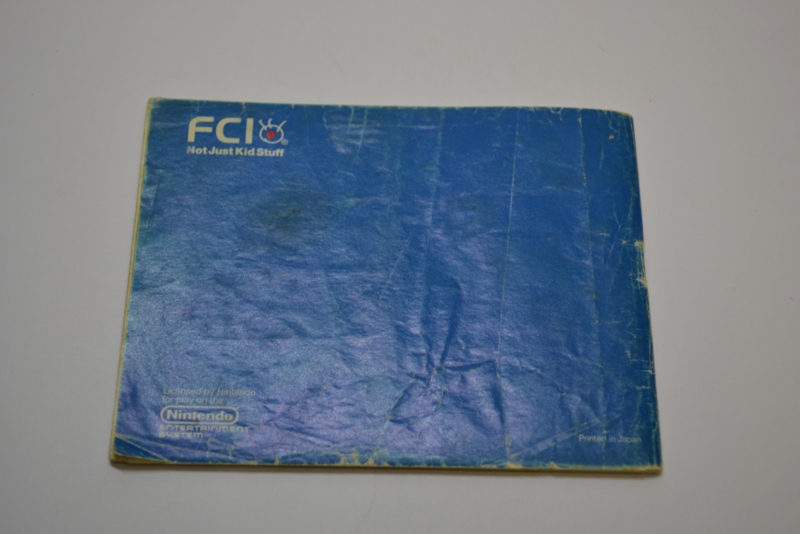 FCI
®
Not Just Kid Stuff
Licensed by Nintendo
for play on the
Nintendo
ENTERTAINMENT
SYSTEM
Printed in Japan